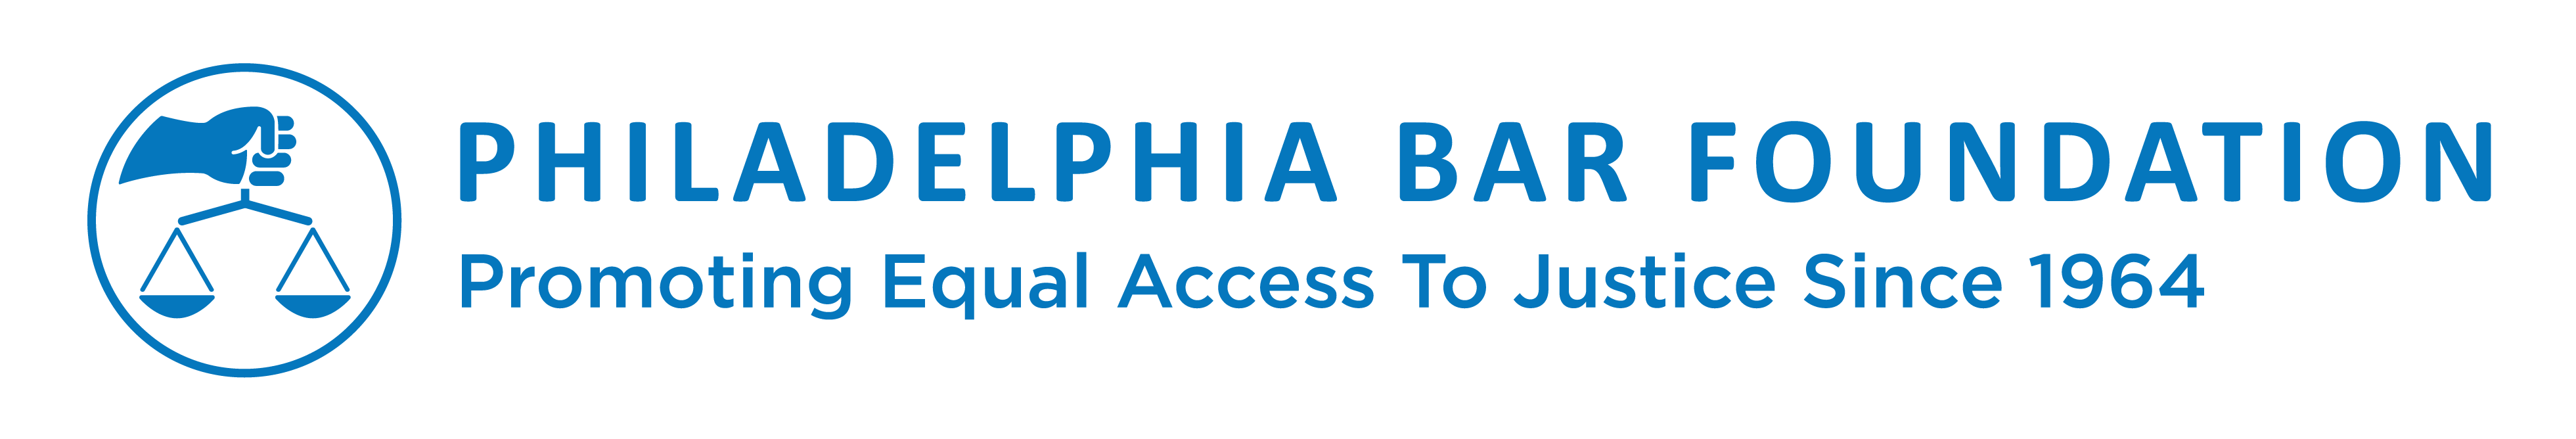 PHILADELPHIA BAR FOUNDATION
Promoting Equal Access To Justice Since 1964